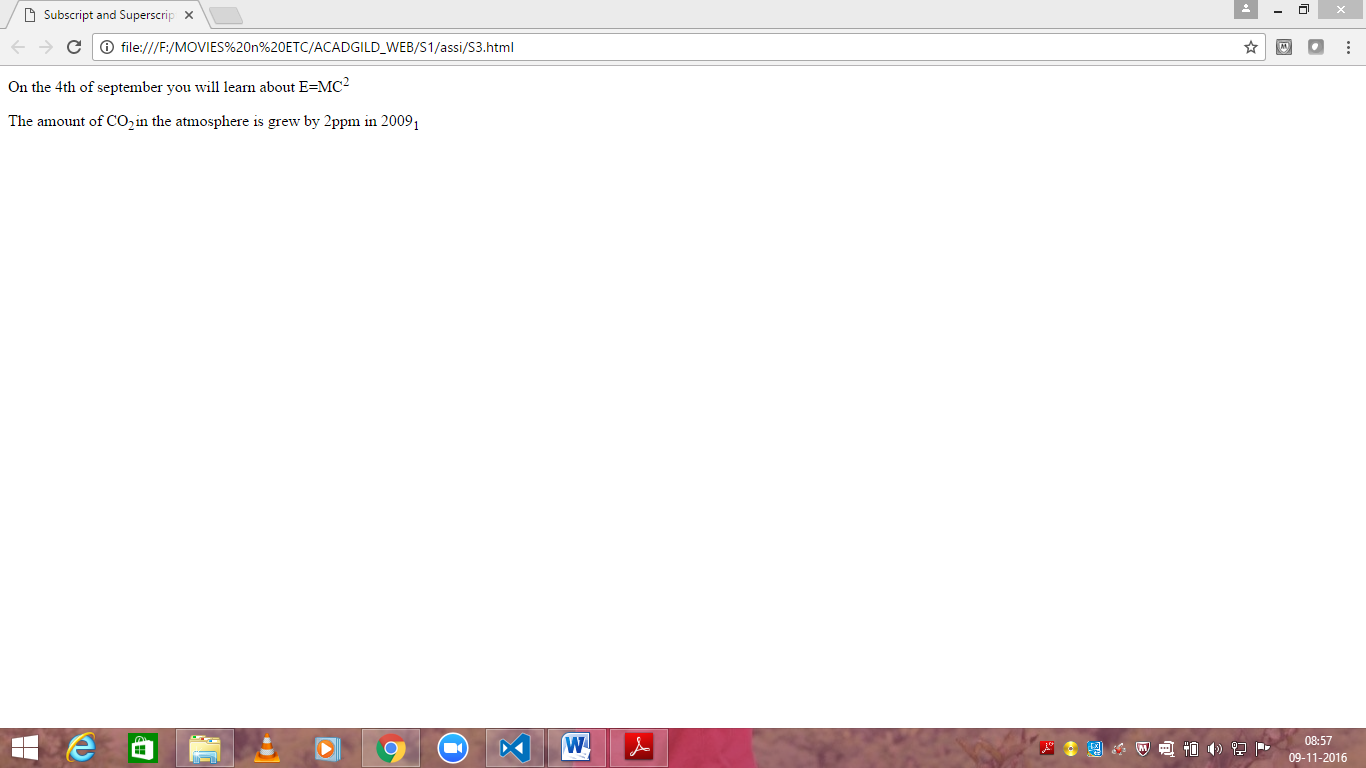 Subscript and Superscrip
file:///F:/MOVIES%20n%20ETC/ACADGILD_WEB/S1/assi/S3.html
On the 4th of september you will learn about E=MC²
The amount of CO₂in the atmosphere is grew by 2ppm in 2009₁
08:57
09-11-2016